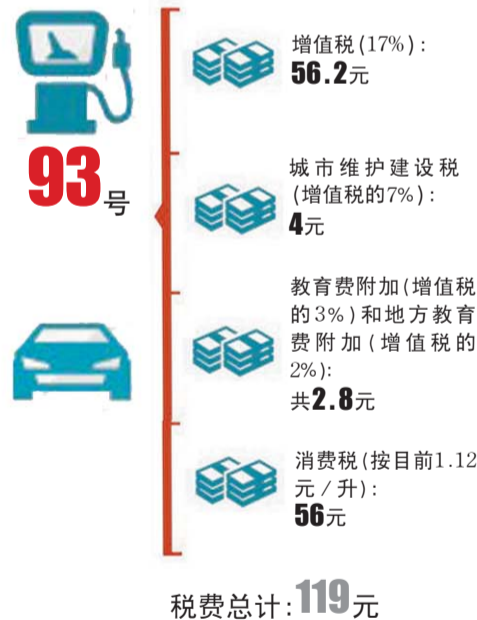 增值税(17%):
56.2元
93号
城市维护建设税
(增值税的7%):
4元
教育费附加(增值税
的3%)和地方教育
费附加(增值税的
2%):
共2.8元
消费税(按目前1.12
元/升):
56元
税费总计:119元